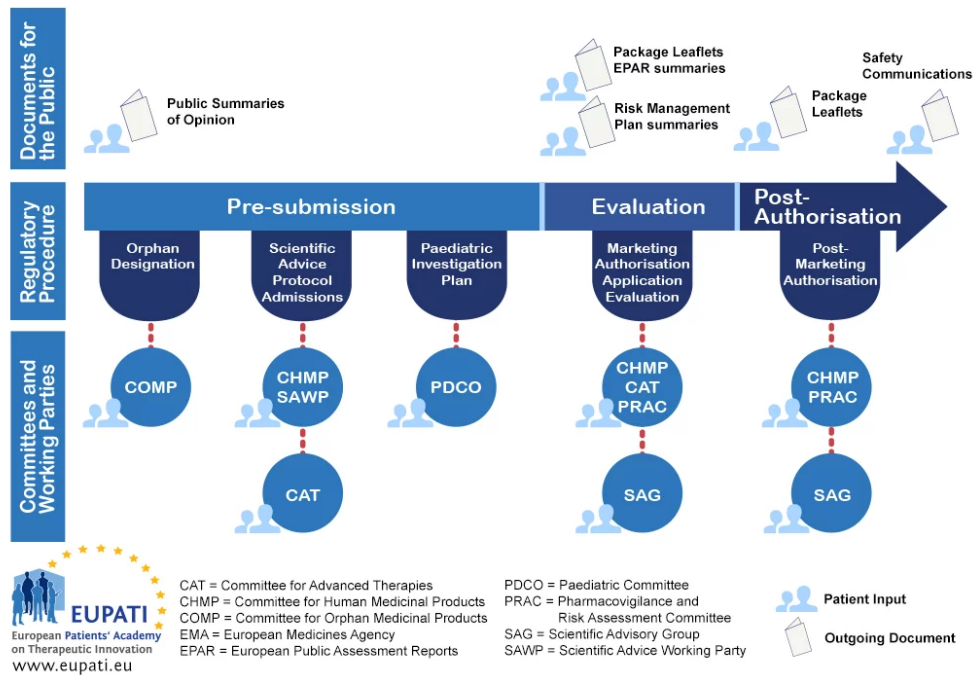 Documents for
the Public
Public Summaries
of Opinion
Package Leaflets
EPAR summaries
Risk Management
Plan summaries
Package
Leaflets
Safety
Communications
Regulatory
Procedure
Pre-submission
Evaluation
Post-
Authorisation
Orphan
Designation
Scientific
Advice
Protocol
Admissions
Paediatric
Investigation
Plan
Marketing
Authorisation
Application
Evaluation
Post-
Marketing
Authorisation
Committees and
Working Parties
COMP
CHMP
SAWP
CAT
PDCO
CHMP
CAT
PRAC
SAG
CHMP
PRAC
SAG
EUPATI
European Patients' Academy
on Therapeutic Innovation
www.eupati.eu
CAT = Committee for Advanced Therapies
CHMP = Committee for Human Medicinal Products
COMP = Committee for Orphan Medicinal Products
EMA = European Medicines Agency
EPAR = European Public Assessment Reports
PDCO = Paediatric Committee
PRAC = Pharmacovigilance and
Risk Assessment Committee
SAG = Scientific Advisory Group
SAWP = Scientific Advice Working Party
Patient Input
Outgoing Document